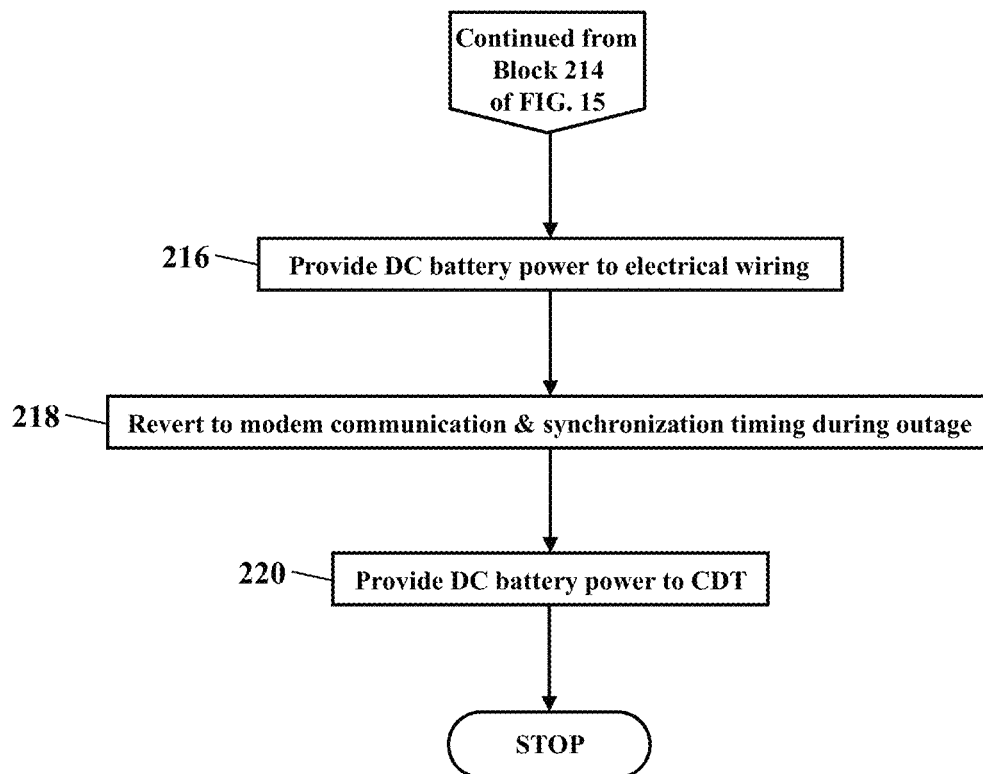 Continued from
Block 214
of FIG. 15
216
Provide DC battery power to electrical wiring
218
Revert to modem communication & synchronization timing during outage
220
Provide DC battery power to CDT
STOP